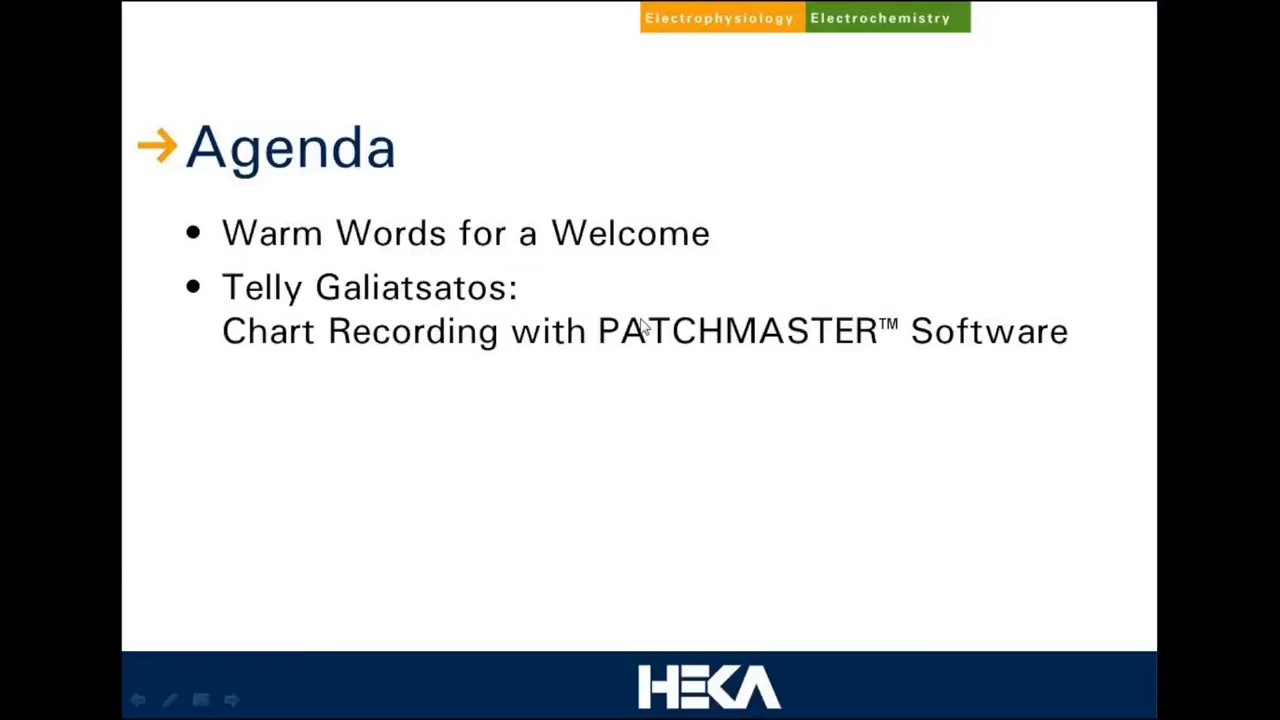 Electrophysiology Electrochemistry
→ Agenda
• Warm Words for a Welcome
• Telly Galiatsatos:
Chart Recording with PATCHMASTER™ Software
HEKA